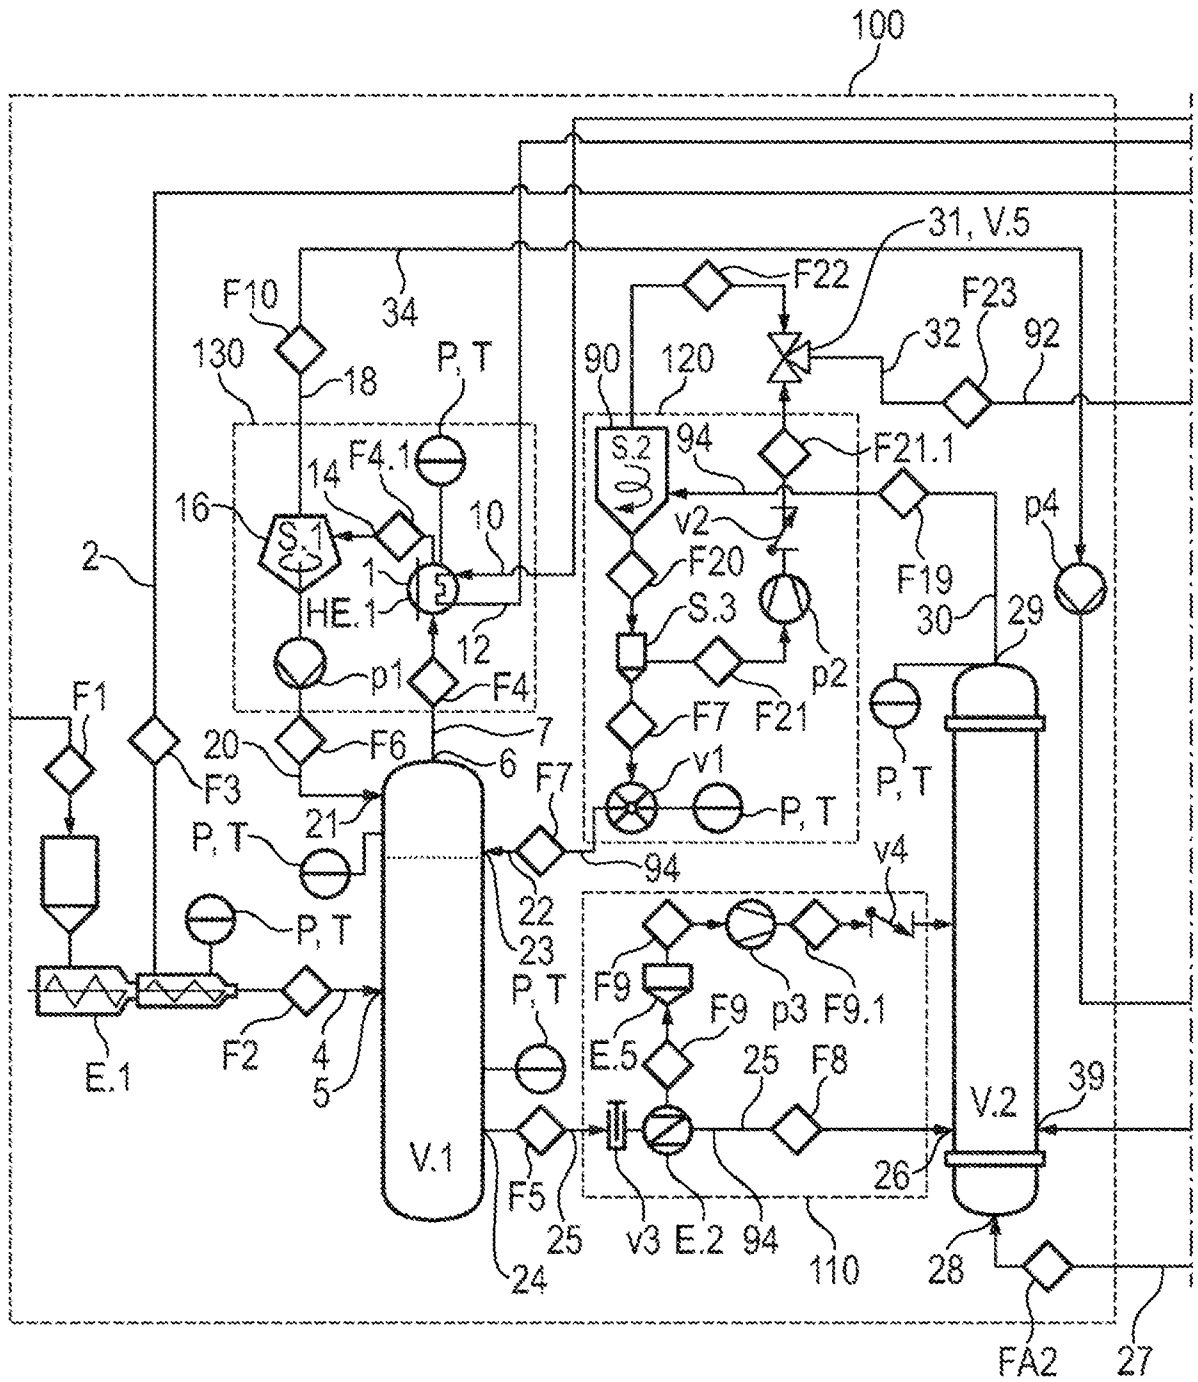 100
31, V.5
F22
F23
F10
34
32
92
130
18
P, T
90
120
F4.1
14
S.2
94
F21.1
16
S.1
10
v2
p4
2
1
F20
F19
HE.1
12
S.3
30
29
p1
F4
p2
F1
F21
20
F6
7
F7
F3
6
v1
P, T
21
F7
P, T
P, T
94
v4
22
P, T
23
F9
p3
F9.1
P, T
F9
E.1
F2
4
5
E.5
25
F8
39
V.2
V.1
26
F5
25
v3
E.2
94
24
110
28
FA2
27